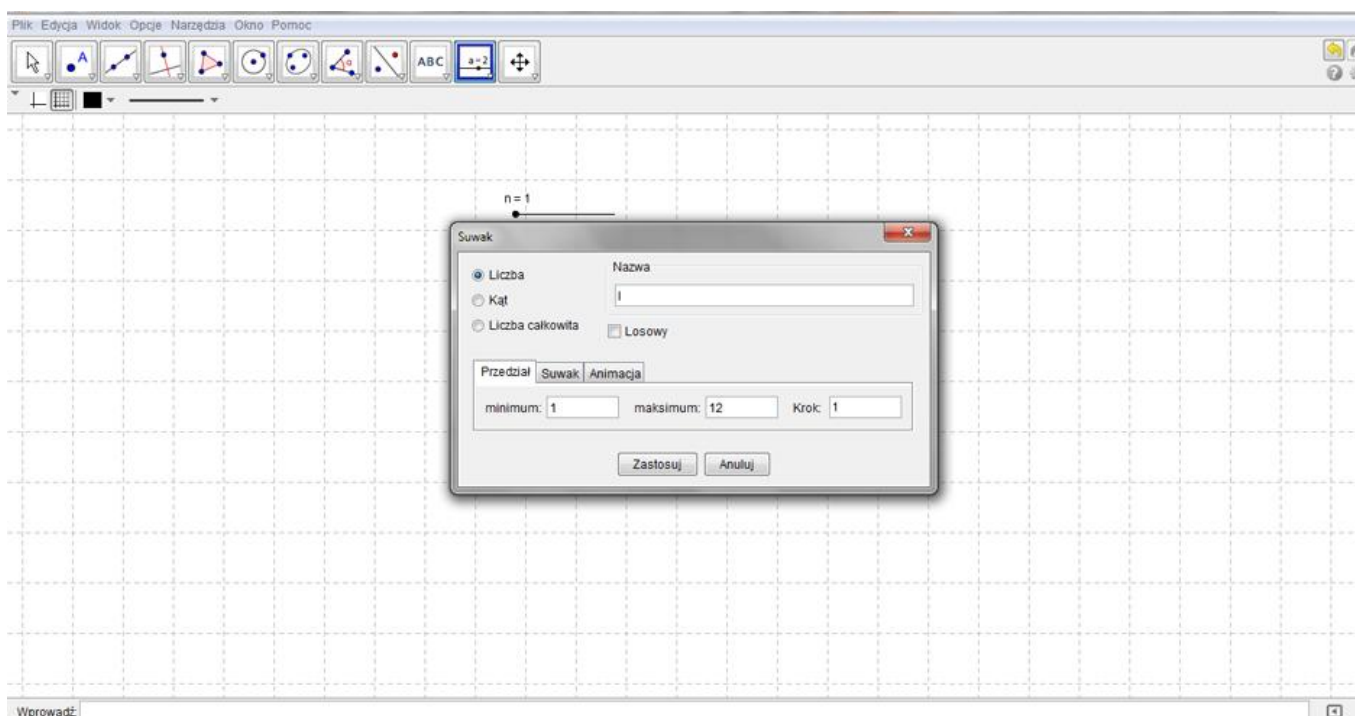 Plik Edycja Widok Opcje Narzędzia Okno Pomoc
A ABC a=2
n = 1
Suwak
Liczba
Nazwa
l
Kąt
Liczba całkowita
Losowy
Przedział Suwak Animacja
minimum: 1 maksimum: 12 Krok: 1
Zastosuj Anuluj
Wprowadź: